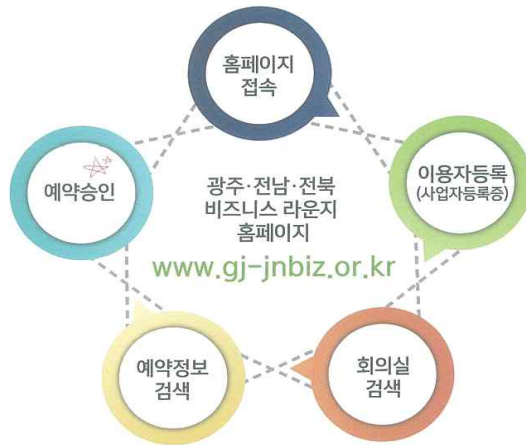 홈페이지
접속
이용자등록
(사업자등록증)
회의실
검색
예약정보
검색
예약승인
광주·전남·전북
비즈니스 라운지
홈페이지
www.gj-jnbiz.or.kr